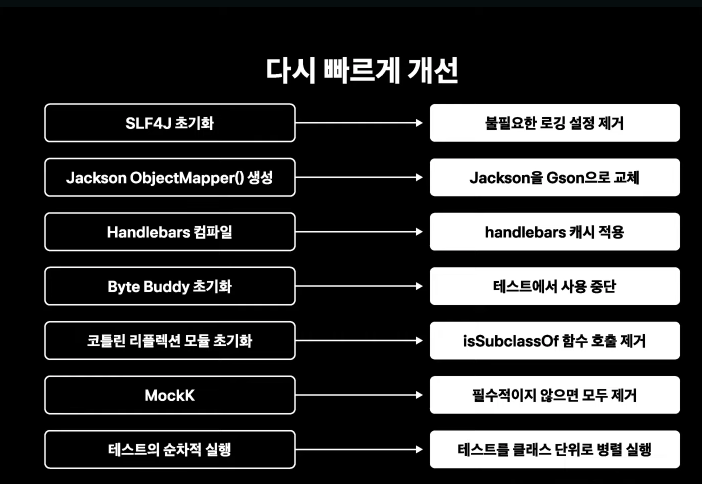 다시 빠르게 개선
SLF4J 초기화
불필요한 로깅 설정 제거
Jackson ObjectMapper() 생성
Jackson을 Gson으로 교체
Handlebars 컴파일
handlebars 캐시 적용
Byte Buddy 초기화
테스트에서 사용 중단
코틀린 리플렉션 모듈 초기화
isSubclassOf 함수 호출 제거
MockK
필수적이지 않으면 모두 제거
테스트의 순차적 실행
테스트를 클래스 단위로 병렬 실행